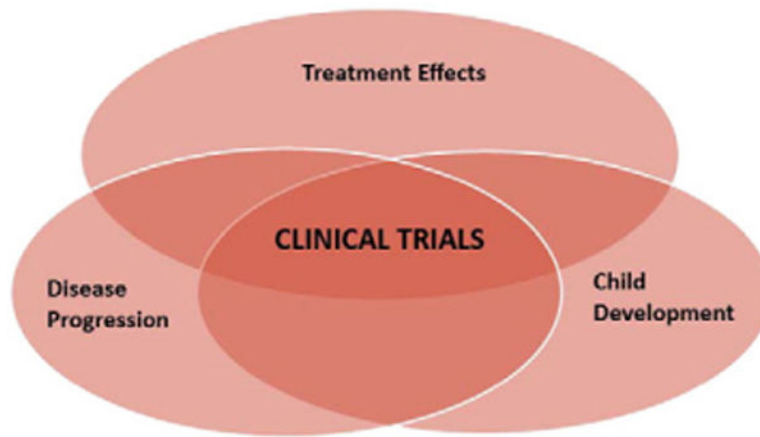 Treatment Effects
CLINICAL TRIALS
Disease
Progression
Child
Development